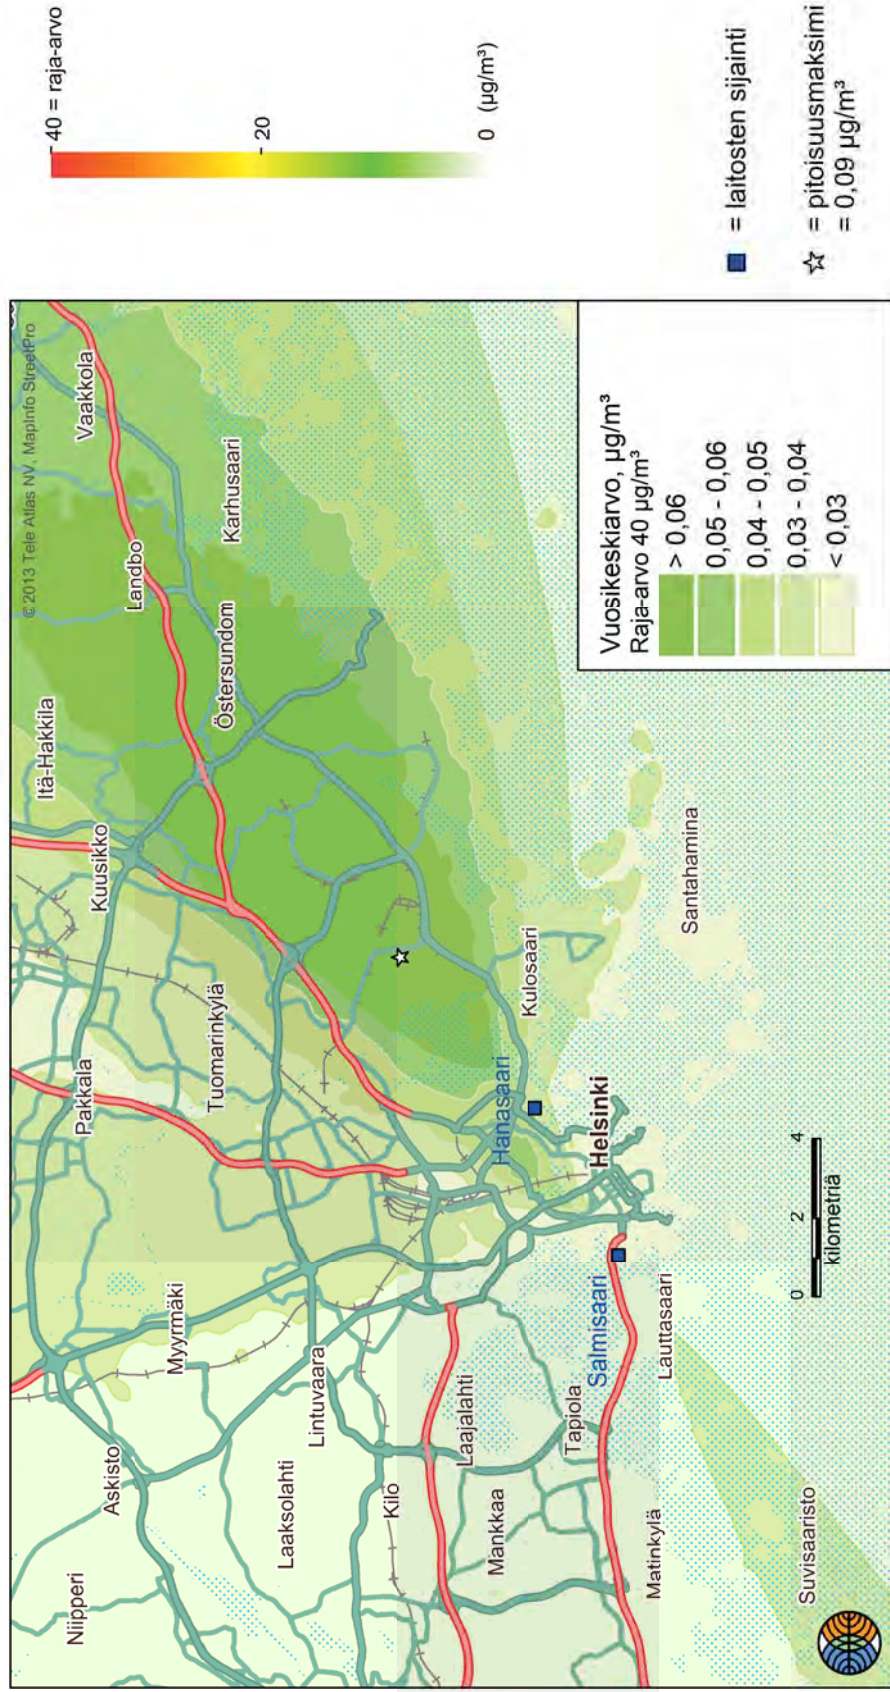 © 2013 Tele Atlas NV, MapInfo StreetPro
Niipperi
Askisto
Myyrmäki
Pakkala
Kuusikko
Itä-Hakkila
Landbo
Vaakkola
Tuomarinkylä
Östersundom
Karhusaari
Laaksolahti
Lintuvaara
Kilo
Laajalahti
Mankkaa
Tapiola
Hanasaari
Kulosaari
Helsinki
Salmisaari
Matinkylä
Lauttasaari
Santahamina
Suvisaaristo
0 2 4
kilometriä
Vuosikeskiarvo, µg/m³
Raja-arvo 40 µg/m³
> 0,06
0,05 - 0,06
0,04 - 0,05
0,03 - 0,04
< 0,03
40 = raja-arvo
20
0 (µg/m³)
= laitosten sijainti
= pitoisuusmaksimi
= 0,09 µg/m³